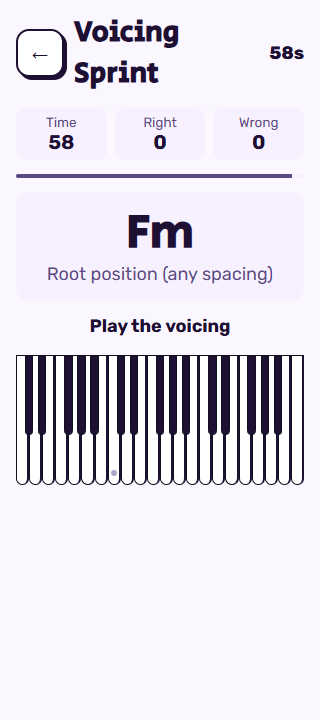 ←
Voicing
Sprint
58s
Time
58
Right
0
Wrong
0
Fm
Root position (any spacing)
Play the voicing